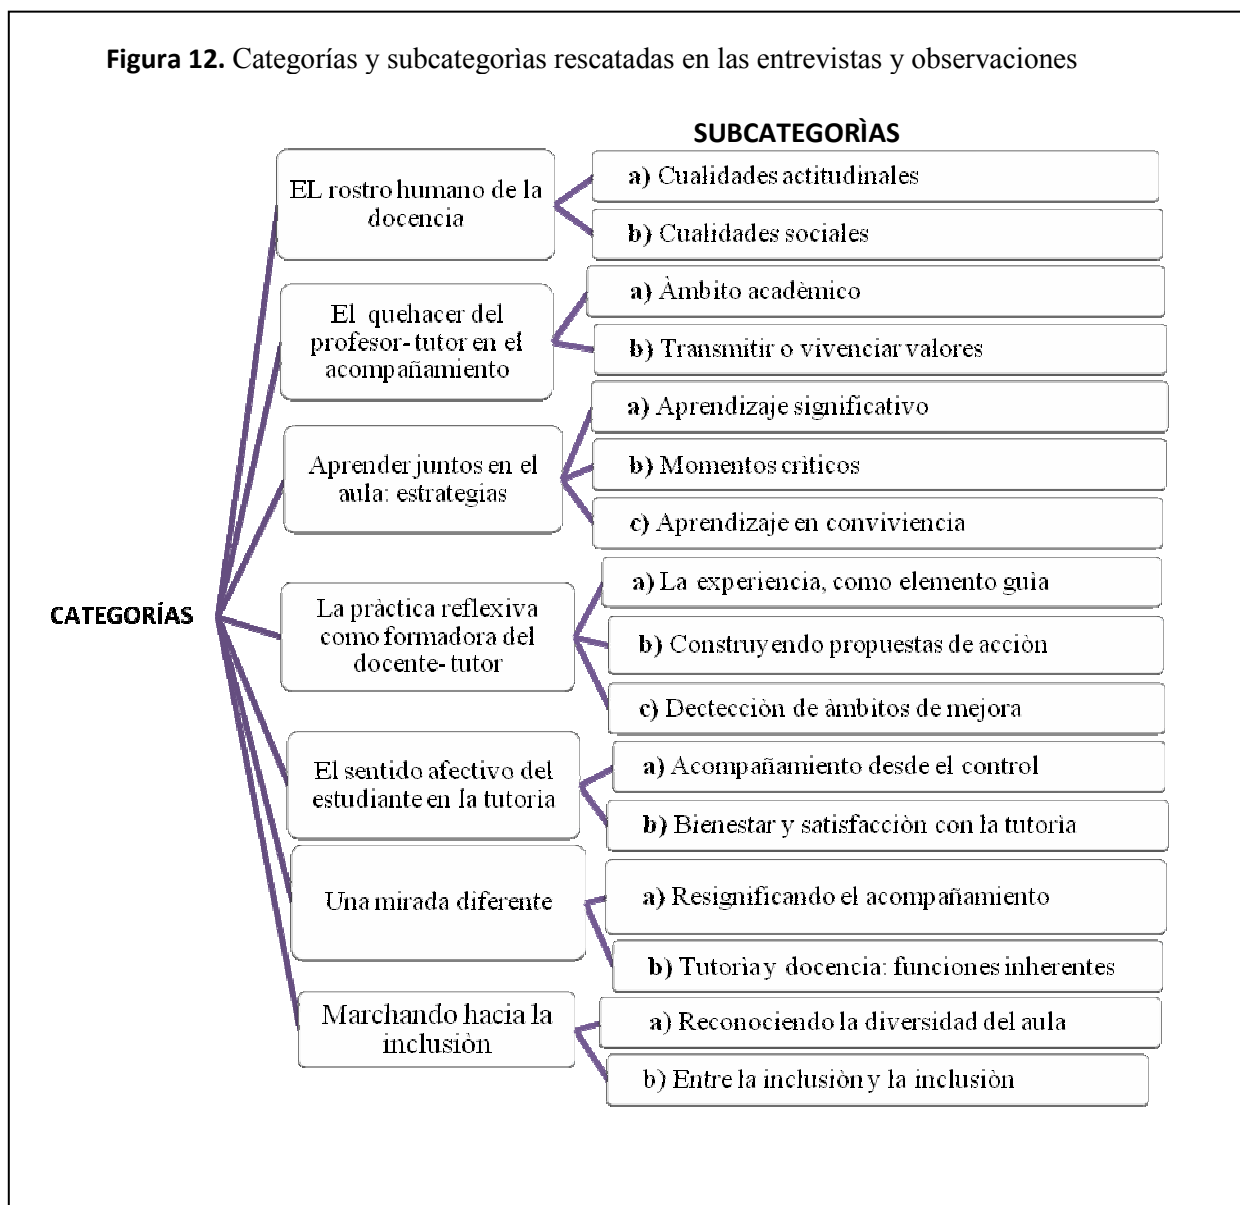 Figura 12. Categorías y subcategorìas rescatadas en las entrevistas y observaciones
SUBCATEGORÌAS
CATEGORÍAS
EL rostro humano de la
docencia
a) Cualidades actitudinales
b) Cualidades sociales
El quehacer del
profesor-tutor en el
acompañamiento
a) Àmbito acadèmico
b) Transmitir o vivenciar valores
Aprender juntos en el
aula: estrategias
a) Aprendizaje significativo
b) Momentos crìticos
c) Aprendizaje en conviviencia
La pràctica reflexiva
como formadora del
docente-tutor
a) La experiencia, como elemento guìa
b) Construyendo propuestas de acciòn
c) Dectecciòn de àmbitos de mejora
El sentido afectivo del
estudiante en la tutorìa
a) Acompañamiento desde el control
b) Bienestar y satisfacciòn con la tutorìa
Una mirada diferente
a) Resignificando el acompañamiento
b) Tutorìa y docencia: funciones inherentes
Marchando hacia la
inclusiòn
a) Reconociendo la diversidad del aula
b) Entre la inclusiòn y la inclusiòn